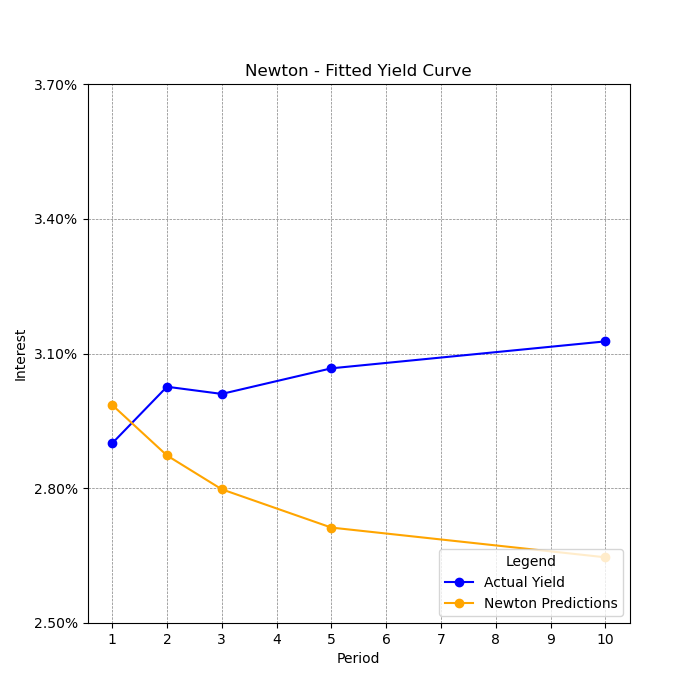 Newton - Fitted Yield Curve
3.70%
3.40%
3.10%
2.80%
2.50%
Interest
1 2 3 4 5 6 7 8 9 10
Period
Legend
Actual Yield
Newton Predictions